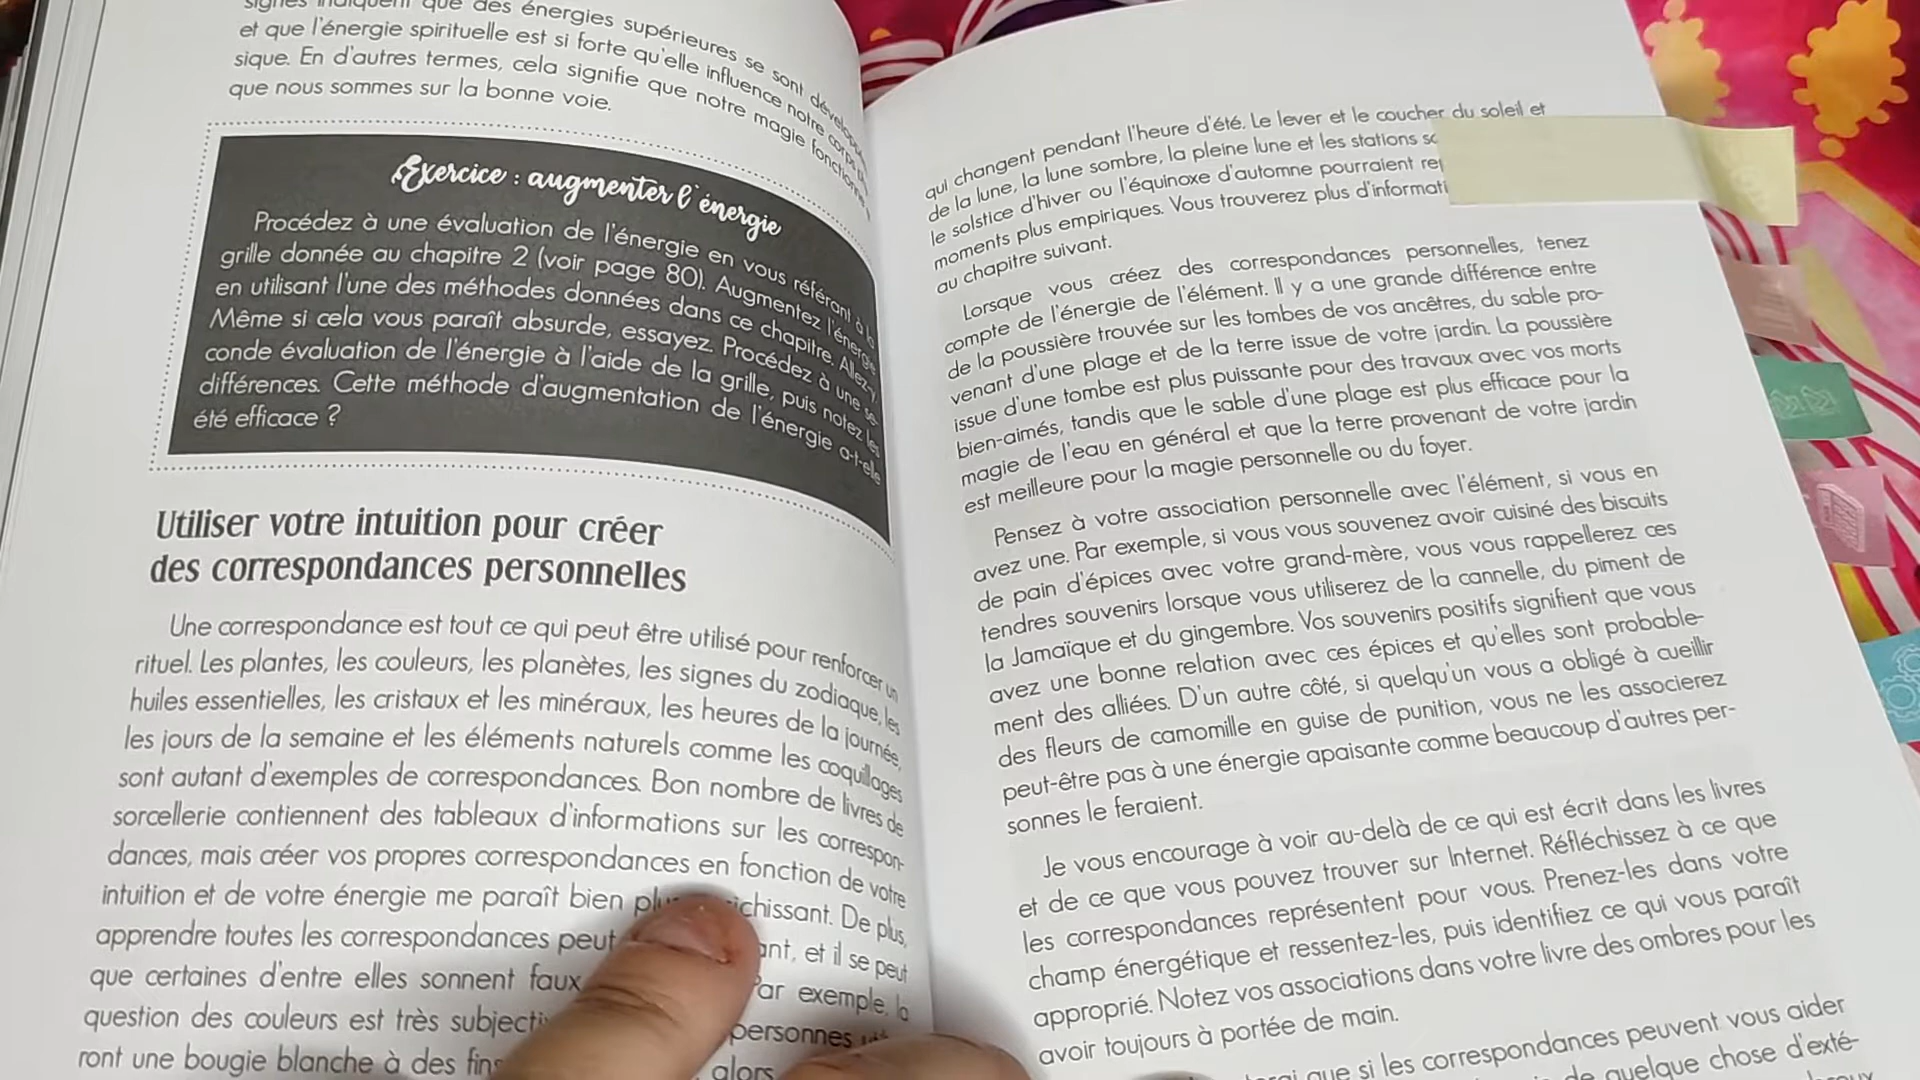 signes indiquent que des énergies supérieures se sont
et que l'énergie spirituelle est si forte qu'elle influence notre corps
sique. En d'autres termes, cela signifie que notre magie fonctionne
que nous sommes sur la bonne voie.
Exercice : augmenter l'énergie
Procédez à une évaluation de l'énergie en vous référant à la
grille donnée au chapitre 2 (voir page 80). Augmentez l'énergie
en utilisant l'une des méthodes données dans ce chapitre. Allez-y.
Même si cela vous paraît absurde, essayez. Procédez à une se-
conde évaluation de l'énergie à l'aide de la grille, puis notez les
différences. Cette méthode d'augmentation de l'énergie a-t-elle
été efficace ?
Utiliser votre intuition pour créer
des correspondances personnelles
Une correspondance est tout ce qui peut être utilisé pour renforcer un
rituel. Les plantes, les couleurs, les planètes, les signes du zodiaque, les
huiles essentielles, les cristaux et les minéraux, les heures de la journée,
les jours de la semaine et les éléments naturels comme les coquillages
sont autant d'exemples de correspondances. Bon nombre de livres de
sorcellerie contiennent des tableaux d'informations sur les correspon-
dances, mais créer vos propres correspondances en fonction de votre
intuition et de votre énergie me paraît bien De plus,
apprendre toutes les correspondances peut et il se peut
que certaines d'entre elles sonnent faux Par exemple, la
question des couleurs est très personnes
ront une bougie blanche à des fins alors
qui changent pendant l'heure d'été. Le lever et le coucher du soleil et
de la lune, la lune sombre, la pleine lune et les stations
le solstice d'hiver ou l'équinoxe d'automne pourraient
moments plus empiriques. Vous trouverez plus
au chapitre suivant.
Lorsque vous créez des correspondances personnelles, tenez
compte de l'énergie de l'élément. Il y a une grande différence entre
de la poussière trouvée sur les tombes de vos ancêtres, du sable pro-
venant d'une plage et de la terre issue de votre jardin. La poussière
issue d'une tombe est plus puissante pour des travaux avec vos morts
bien-aimés, tandis que le sable d'une plage est plus efficace pour la
magie de l'eau en général et que la terre provenant de votre jardin
est meilleure pour la magie personnelle ou du foyer.
Pensez à votre association personnelle avec l'élément, si vous en
avez une. Par exemple, si vous vous souvenez avoir cuisiné des biscuits
de pain d'épices avec votre grand-mère, vous vous rappellerez ces
tendres souvenirs lorsque vous utiliserez de la cannelle, du piment de
la Jamaïque et du gingembre. Vos souvenirs positifs signifient que vous
avez une bonne relation avec ces épices et qu'elles sont probable-
ment des alliées. D'un autre côté, si quelqu'un vous a obligé à cueillir
des fleurs de camomille en guise de punition, vous ne les associerez
peut-être pas à une énergie apaisante comme beaucoup d'autres per-
sonnes le feraient.
Je vous encourage à voir au-delà de ce qui est écrit dans les livres
et de ce que vous pouvez trouver sur Internet. Réfléchissez à ce que
les correspondances représentent pour vous. Prenez-les dans votre
champ énergétique et ressentez-les, puis identifiez ce qui vous paraît
approprié. Notez vos associations dans votre livre des ombres pour les
avoir toujours à portée de main.
que si les correspondances peuvent vous aider
de quelque chose d'exté-